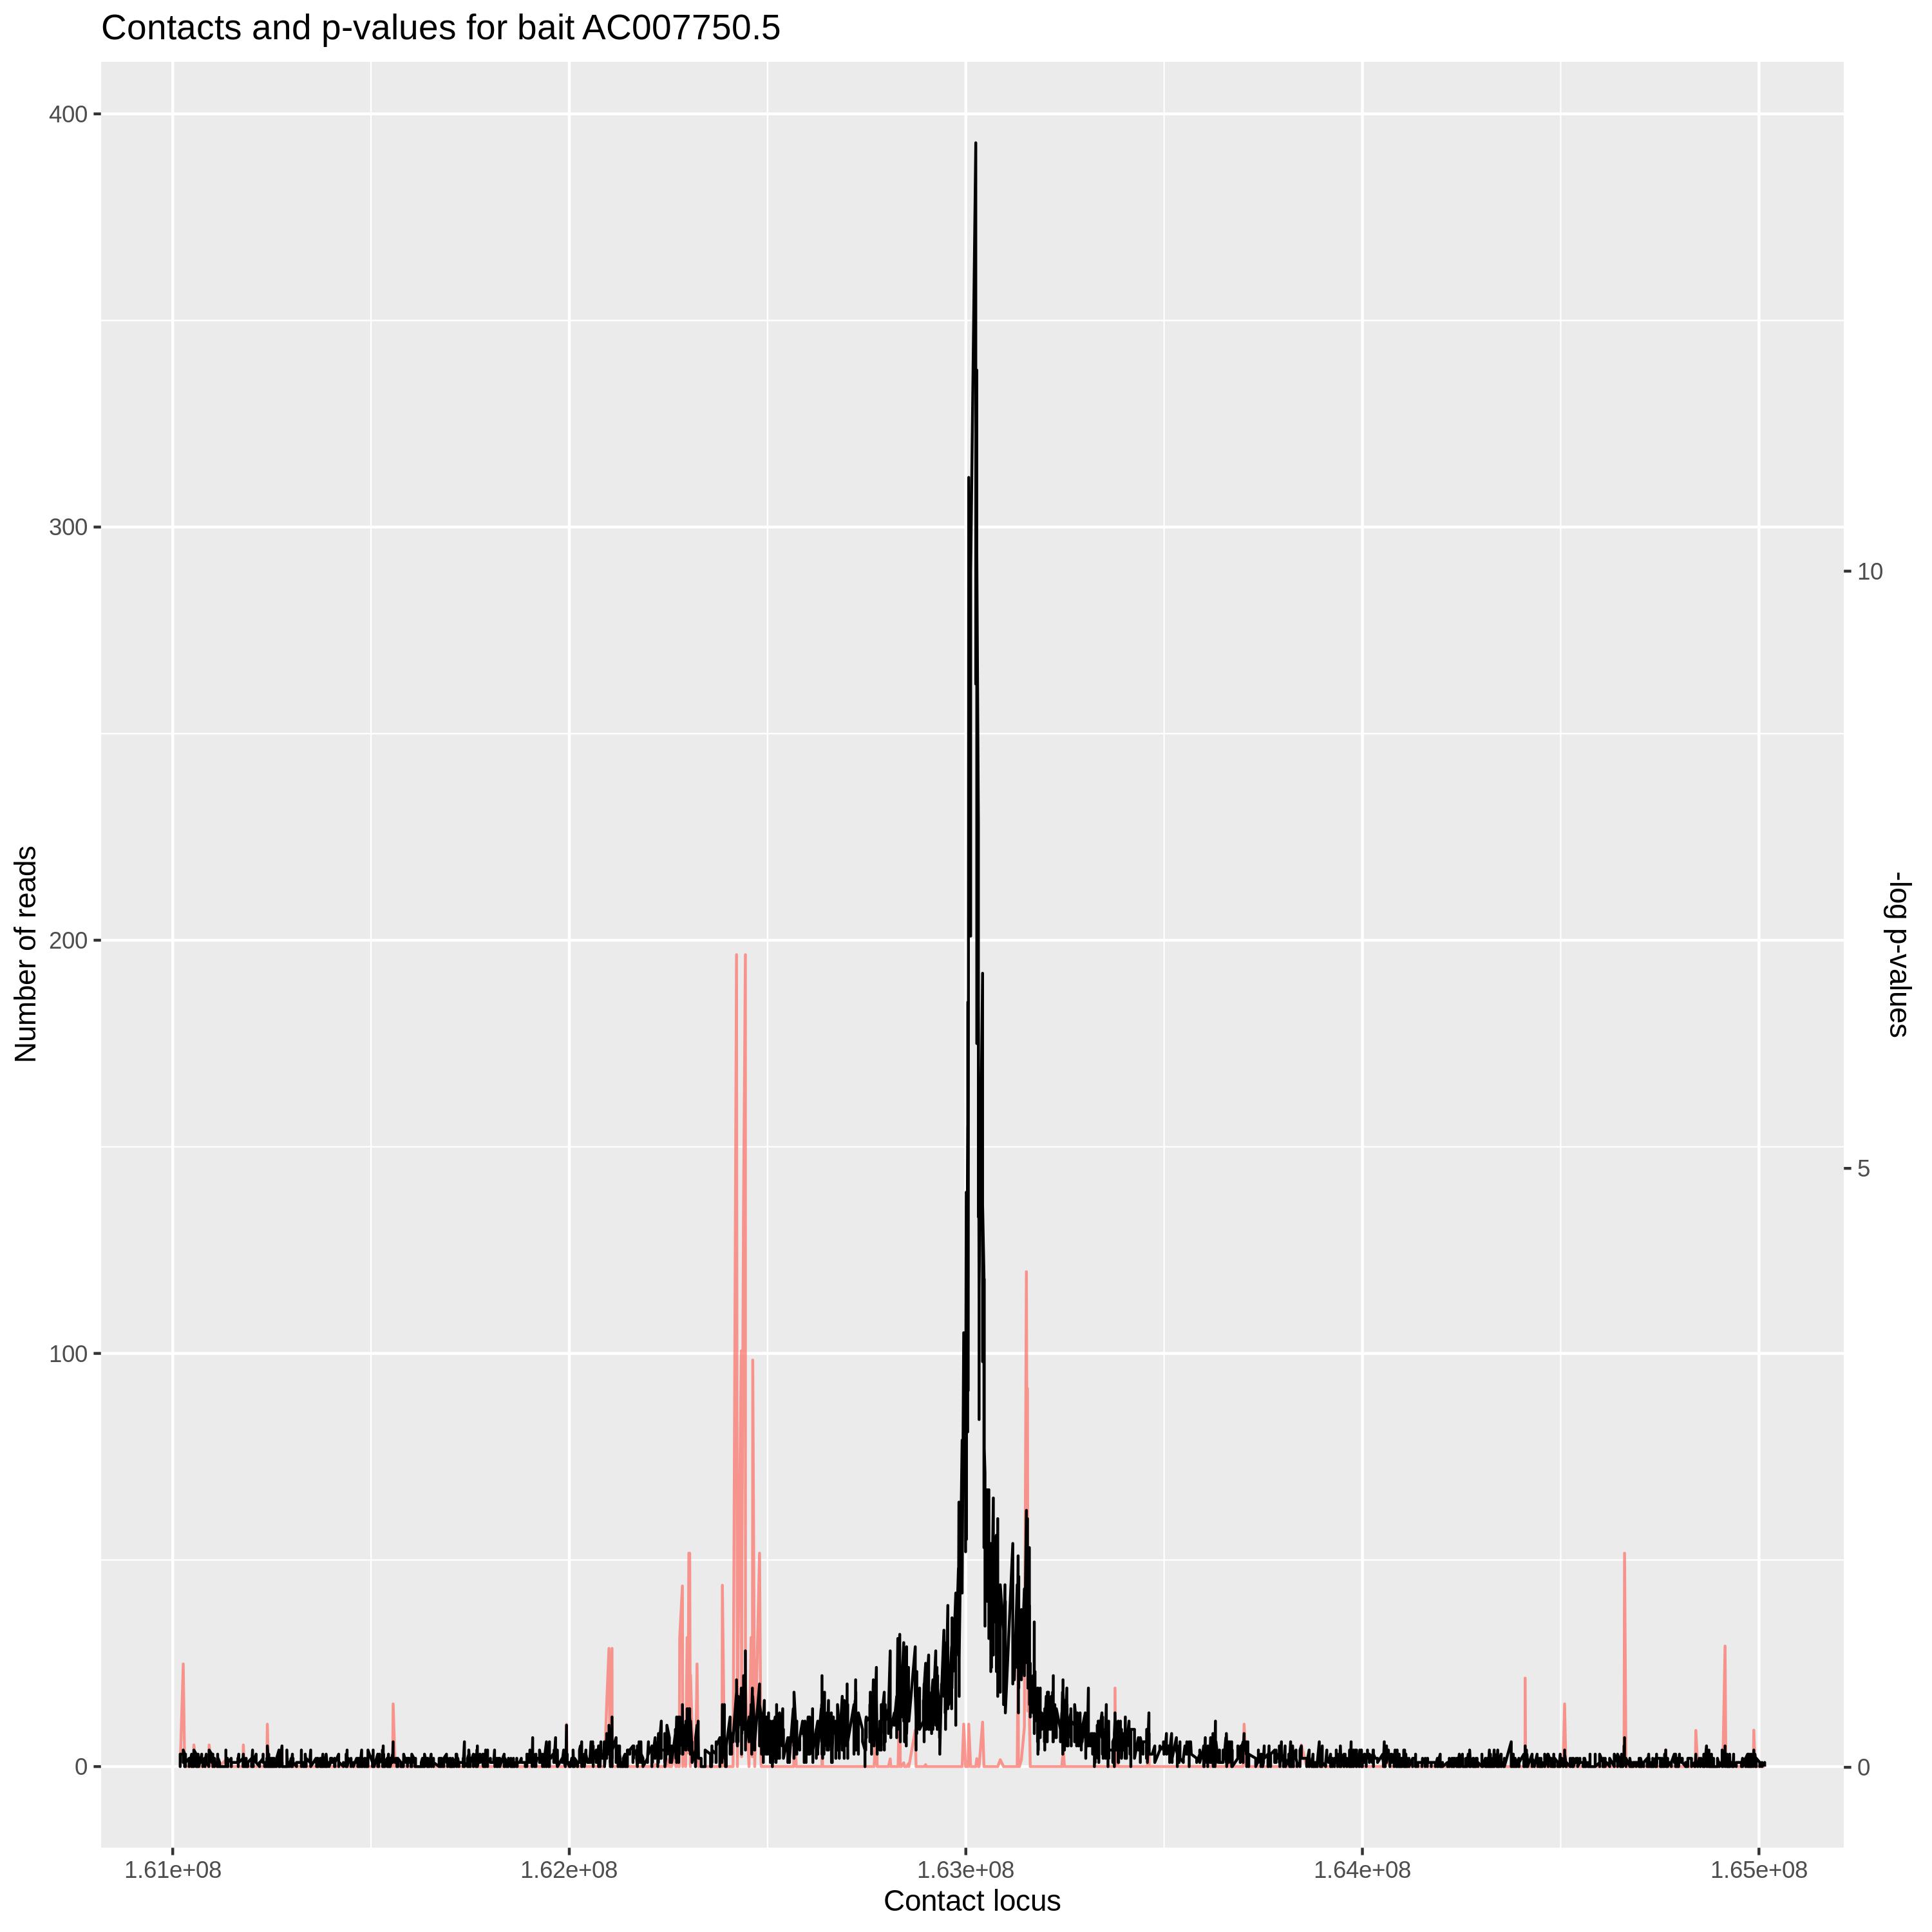 Contacts and p-values for bait AC007750.5
400
300
200
100
0
10
5
0
Number of reads
-log p-values
1.61e+08
1.62e+08
1.63e+08
1.64e+08
1.65e+08
Contact locus